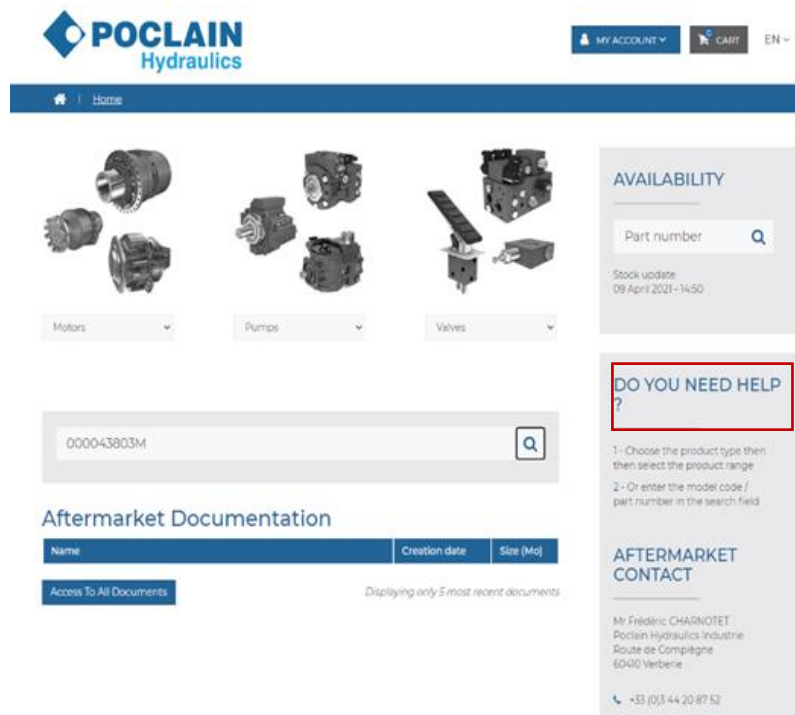 POCLAIN
Hydraulics
MY ACCOUNT
0
CART
EN
Home
Motors
Pumps
Valves
AVAILABILITY
Part number
Stock update
09 April 2021 - 14:50
000043803M
DO YOU NEED HELP
?
1 - Choose the product type then
then select the product range
2 - Or enter the model code /
part number in the search field
Aftermarket Documentation
Name
Creation date
Size (Mo)
Access To All Documents
Displaying only 5 most recent documents
AFTERMARKET
CONTACT
Mr Frédéric CHARNOTET
Poclain Hydraulics Industrie
Route de Compiègne
60410 Verberie
+33 (0)3 44 20 87 52